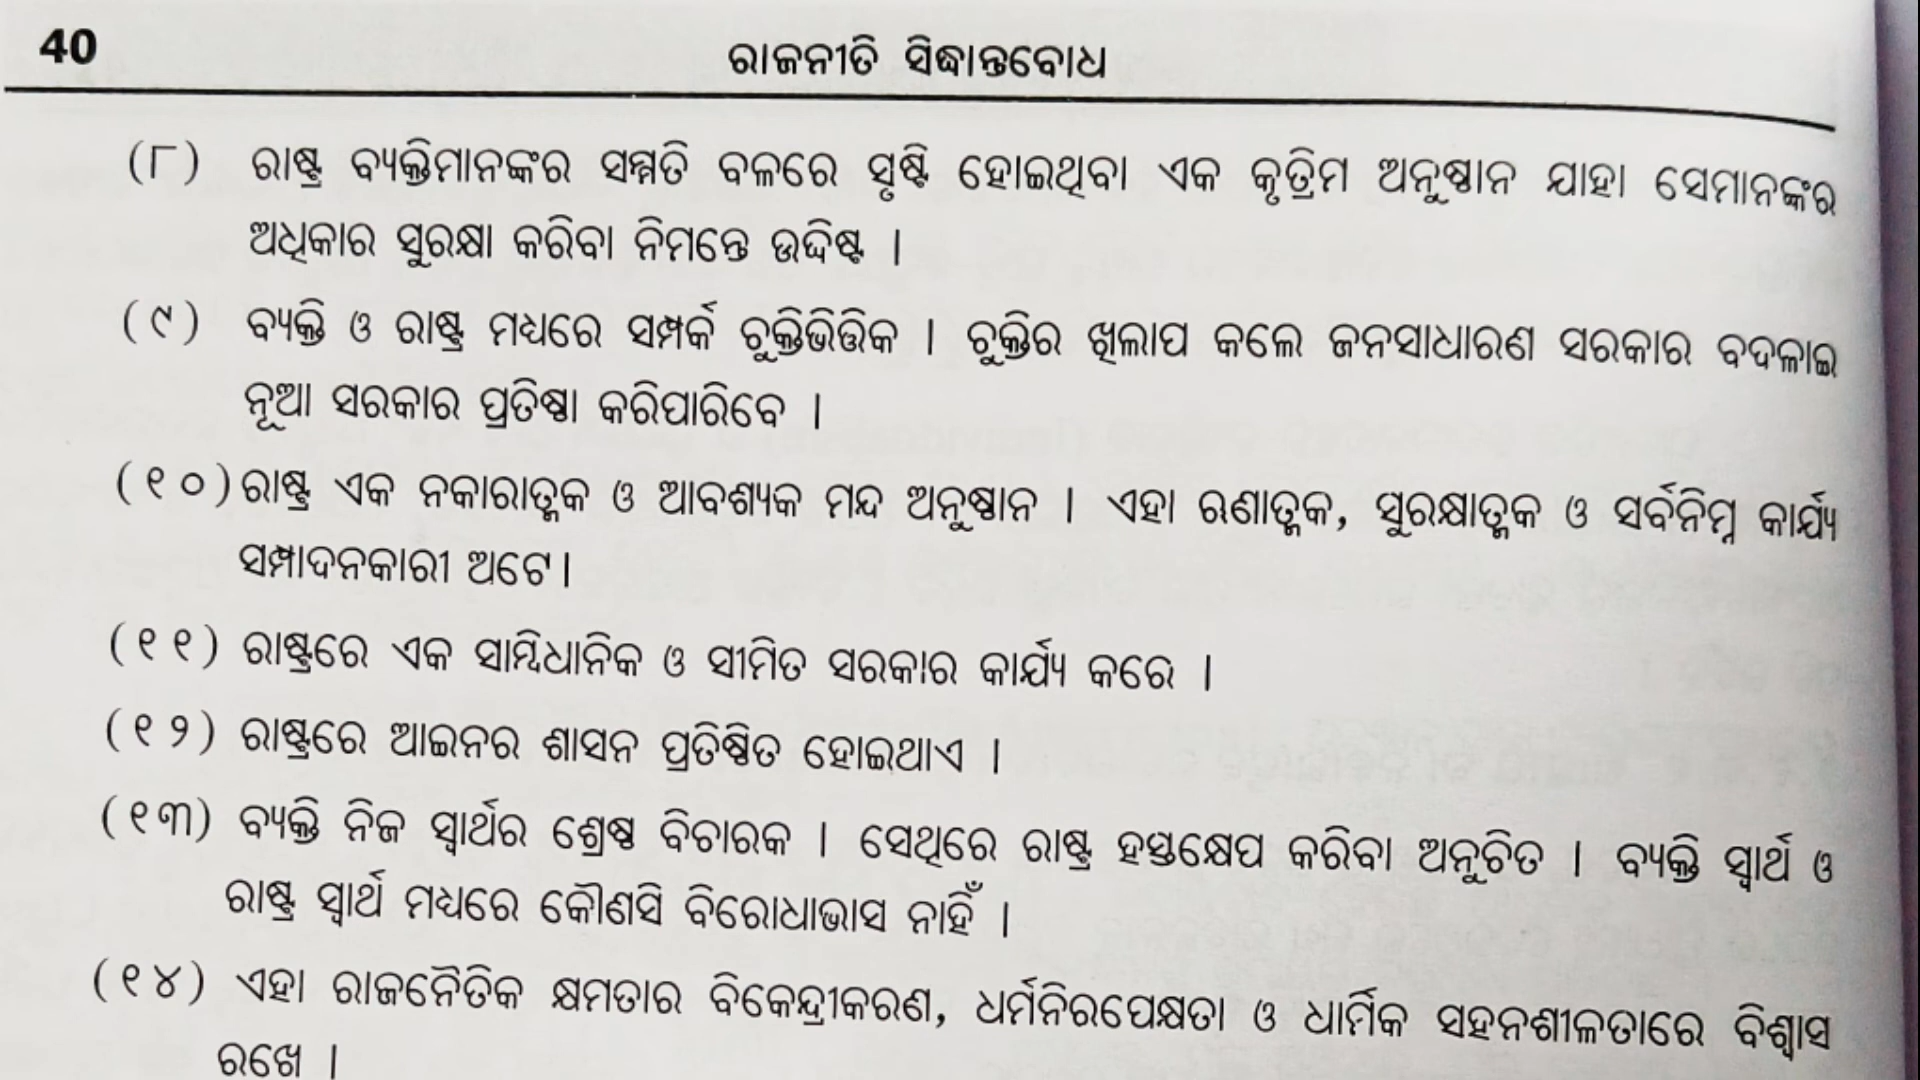 40
ରାଜନୀତି ସିଦ୍ଧାନ୍ତବୋଧ
(୮) ରାଷ୍ଟ୍ର ବ୍ୟକ୍ତିମାନଙ୍କର ସମ୍ମତି ବଳରେ ସୃଷ୍ଟି ହୋଇଥିବା ଏକ କୃତ୍ରିମ ଅନୁଷ୍ଠାନ ଯାହା ସେମାନଙ୍କର
ଅଧିକାର ସୁରକ୍ଷା କରିବା ନିମନ୍ତେ ଉଦ୍ଦିଷ୍ଟ ।
(୯) ବ୍ୟକ୍ତି ଓ ରାଷ୍ଟ୍ର ମଧ୍ୟରେ ସମ୍ପର୍କ ଚୁକ୍ତିଭିତ୍ତିକ । ଚୁକ୍ତିର ଖିଲାପ କଲେ ଜନସାଧାରଣ ସରକାର ବଦଳାଇ
ନୂଆ ସରକାର ପ୍ରତିଷ୍ଠା କରିପାରିବେ ।
(୧୦) ରାଷ୍ଟ୍ର ଏକ ନକାରାତ୍ମକ ଓ ଆବଶ୍ୟକ ମନ୍ଦ ଅନୁଷ୍ଠାନ । ଏହା ଋଣାତ୍ମକ, ସୁରକ୍ଷାତ୍ମକ ଓ ସର୍ବନିମ୍ନ କାର୍ଯ୍ୟ
ସମ୍ପାଦନକାରୀ ଅଟେ।
(୧୧) ରାଷ୍ଟ୍ରରେ ଏକ ସାମ୍ବିଧାନିକ ଓ ସୀମିତ ସରକାର କାର୍ଯ୍ୟ କରେ ।
(୧୨) ରାଷ୍ଟ୍ରରେ ଆଇନର ଶାସନ ପ୍ରତିଷ୍ଠିତ ହୋଇଥାଏ ।
(୧୩) ବ୍ୟକ୍ତି ନିଜ ସ୍ୱାର୍ଥର ଶ୍ରେଷ୍ଠ ବିଚାରକ । ସେଥିରେ ରାଷ୍ଟ୍ର ହସ୍ତକ୍ଷେପ କରିବା ଅନୁଚିତ । ବ୍ୟକ୍ତି ସ୍ୱାର୍ଥ ଓ
ରାଷ୍ଟ୍ର ସ୍ୱାର୍ଥ ମଧ୍ୟରେ କୌଣସି ବିରୋଧାଭାସ ନାହିଁ ।
(୧୪) ଏହା ରାଜନୈତିକ କ୍ଷମତାର ବିକେନ୍ଦ୍ରୀକରଣ, ଧର୍ମନିରପେକ୍ଷତା ଓ ଧାର୍ମିକ ସହନଶୀଳତାରେ ବିଶ୍ୱାସ
ରଖେ ।